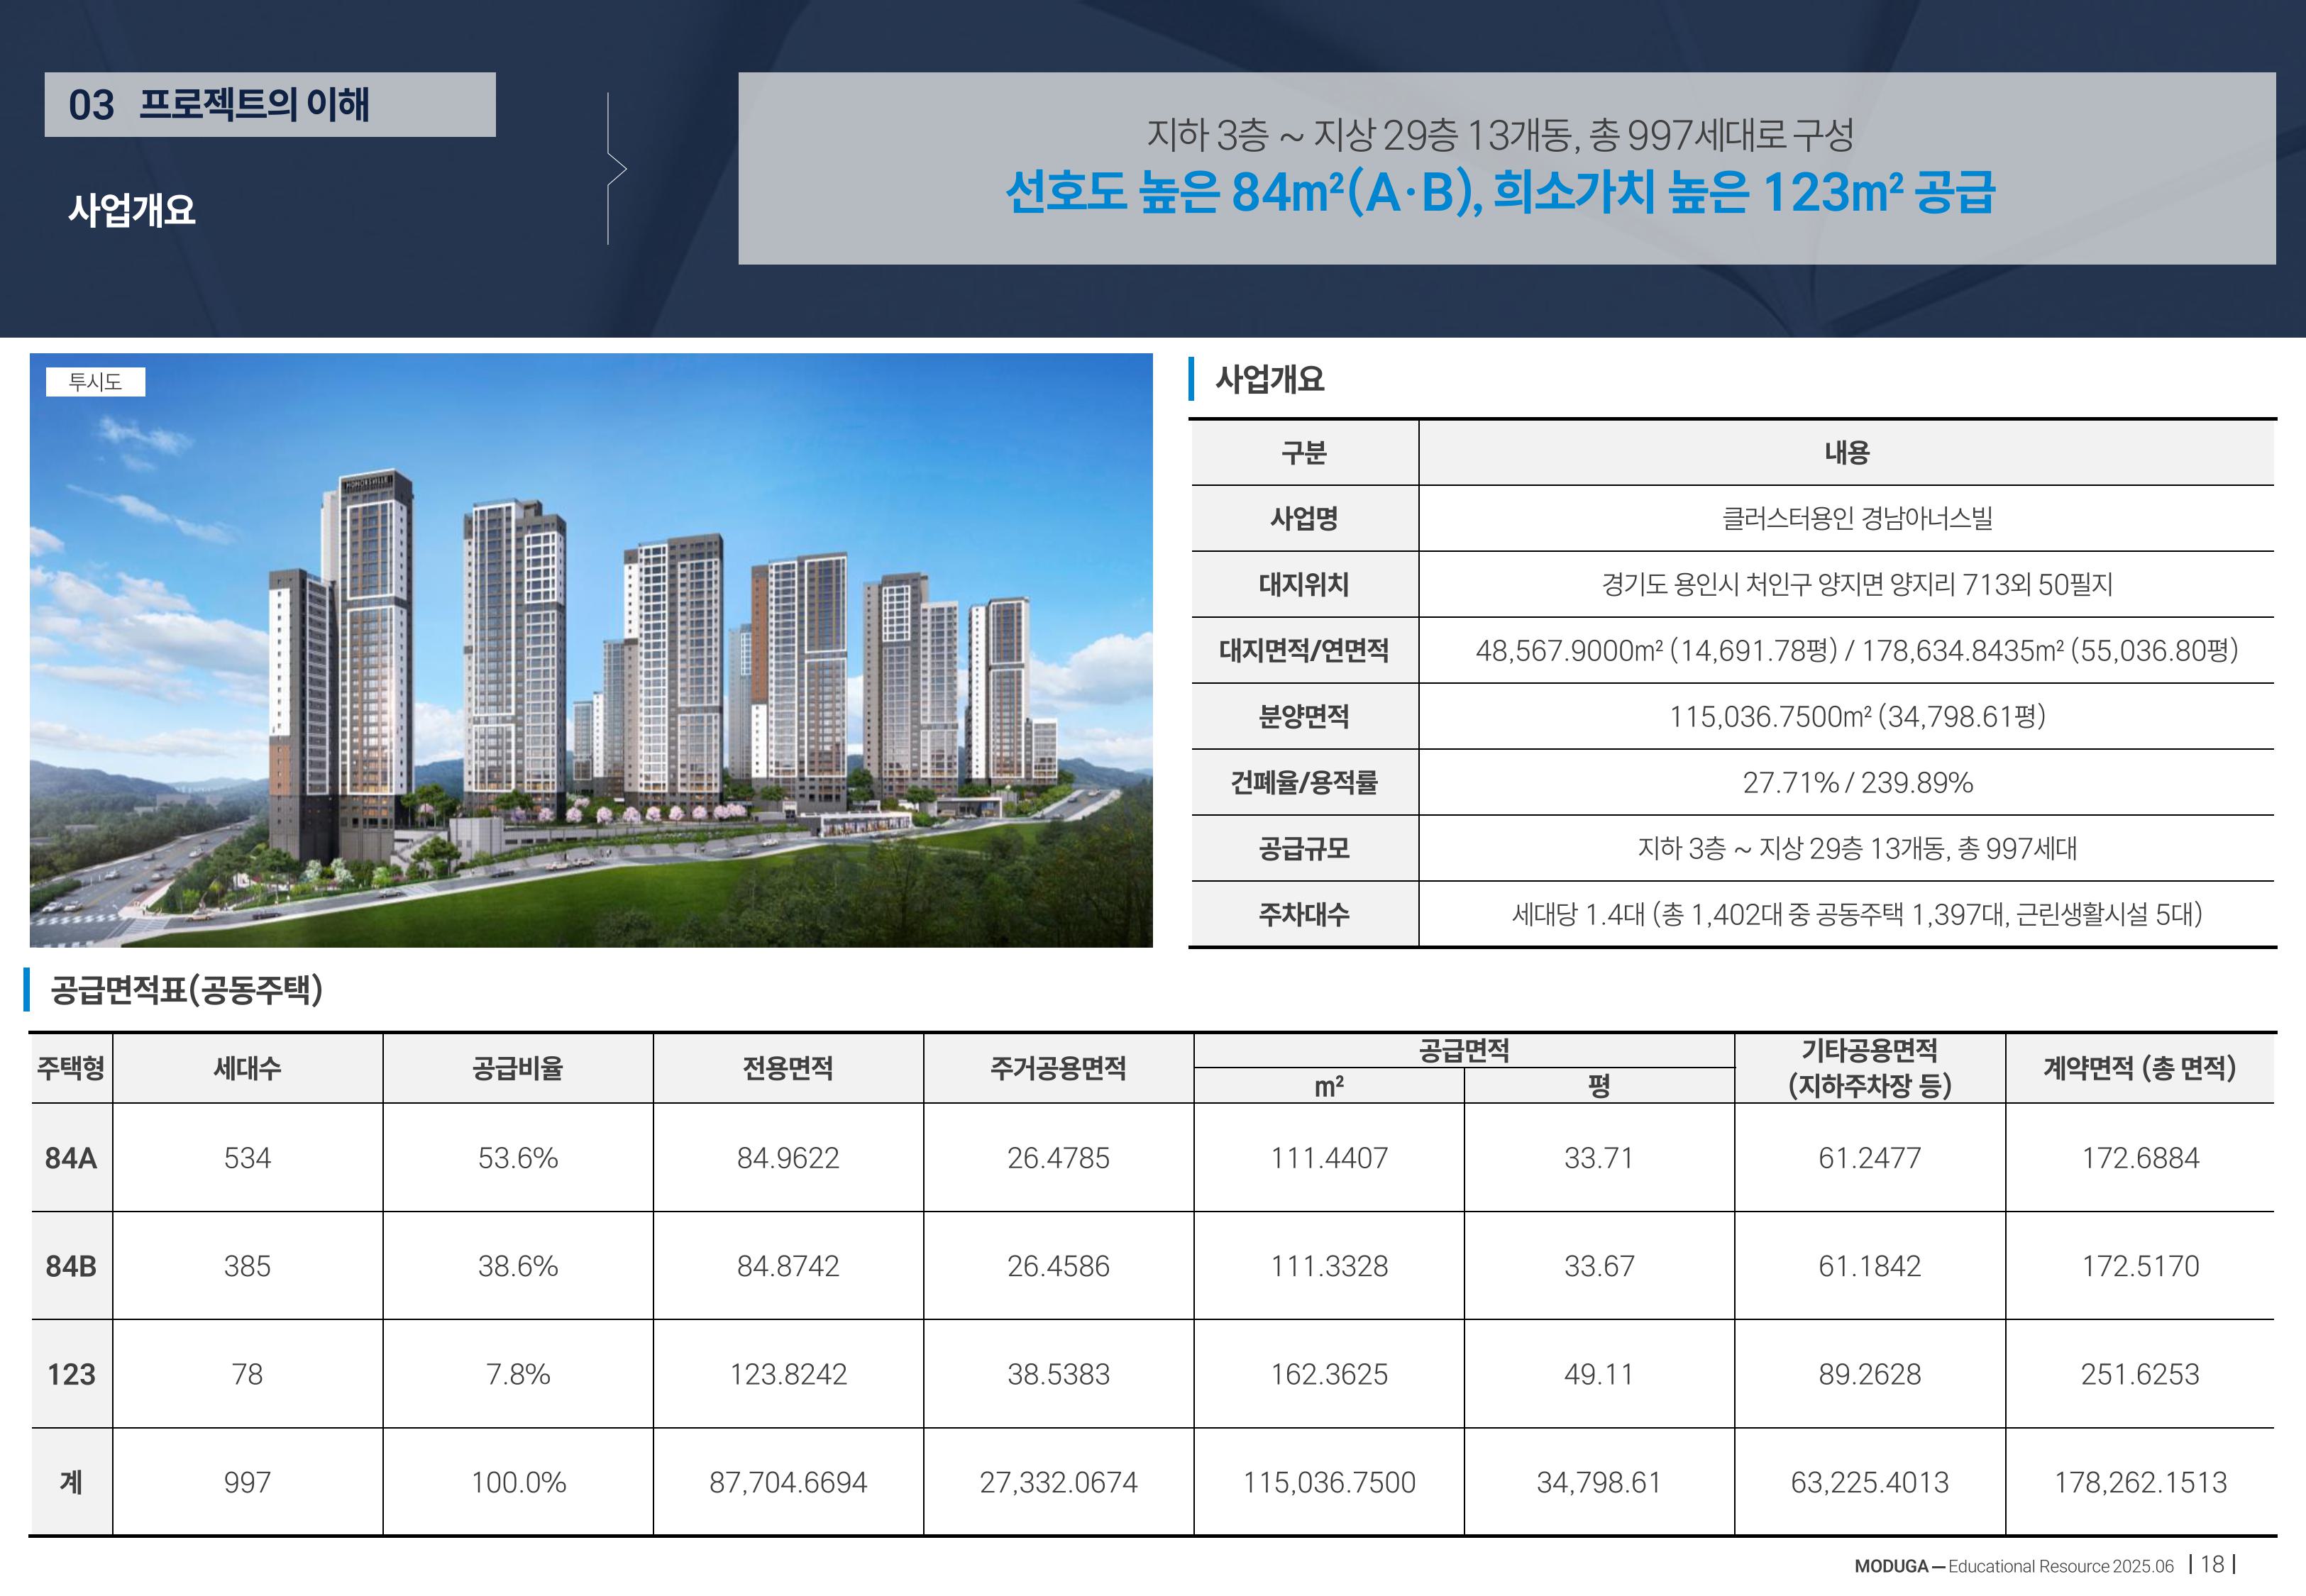 03 프로젝트의 이해
사업개요
지하 3층 ~ 지상 29층 13개동, 총 997세대로 구성
선호도 높은 84m²(A·B), 희소가치 높은 123m² 공급
투시도
HONORSVILLE
사업개요
구분 내용
사업명 클러스터용인 경남아너스빌
대지위치 경기도 용인시 처인구 양지면 양지리 713외 50필지
대지면적/연면적 48,567.9000m² (14,691.78평) / 178,634.8435m² (55,036.80평)
분양면적 115,036.7500m² (34,798.61평)
건폐율/용적률 27.71% / 239.89%
공급규모 지하 3층 ~ 지상 29층 13개동, 총 997세대
주차대수 세대당 1.4대 (총 1,402대 중 공동주택 1,397대, 근린생활시설 5대)
공급면적표(공동주택)
주택형 세대수 공급비율 전용면적 주거공용면적 공급면적 m² 평 기타공용면적 (지하주차장 등) 계약면적 (총 면적)
84A 534 53.6% 84.9622 26.4785 111.4407 33.71 61.2477 172.6884
84B 385 38.6% 84.8742 26.4586 111.3328 33.67 61.1842 172.5170
123 78 7.8% 123.8242 38.5383 162.3625 49.11 89.2628 251.6253
계 997 100.0% 87,704.6694 27,332.0674 115,036.7500 34,798.61 63,225.4013 178,262.1513
MODUGA — Educational Resource 2025.06 | 18 |